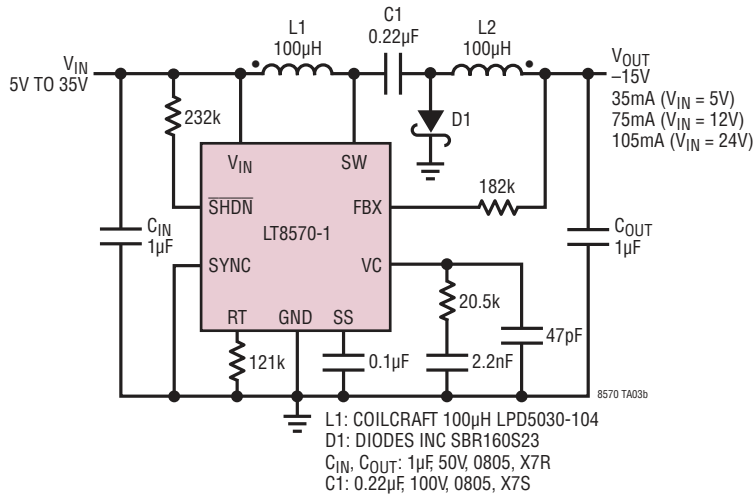 C1
0.22µF
L1
100µH
L2
100µH
VIN
5V TO 35V
VOUT
–15V
35mA (VIN = 5V)
75mA (VIN = 12V)
105mA (VIN = 24V)
232k
D1
VIN
SW
182k
SHDN
FBX
CIN
1µF
LT8570-1
COUT
1µF
SYNC
VC
20.5k
RT
GND
SS
47pF
121k
0.1µF
2.2nF
8570 TA03b
L1: COILCRAFT 100µH LPD5030-104
D1: DIODES INC SBR160S23
CIN, COUT: 1µF, 50V, 0805, X7R
C1: 0.22µF, 100V, 0805, X7S